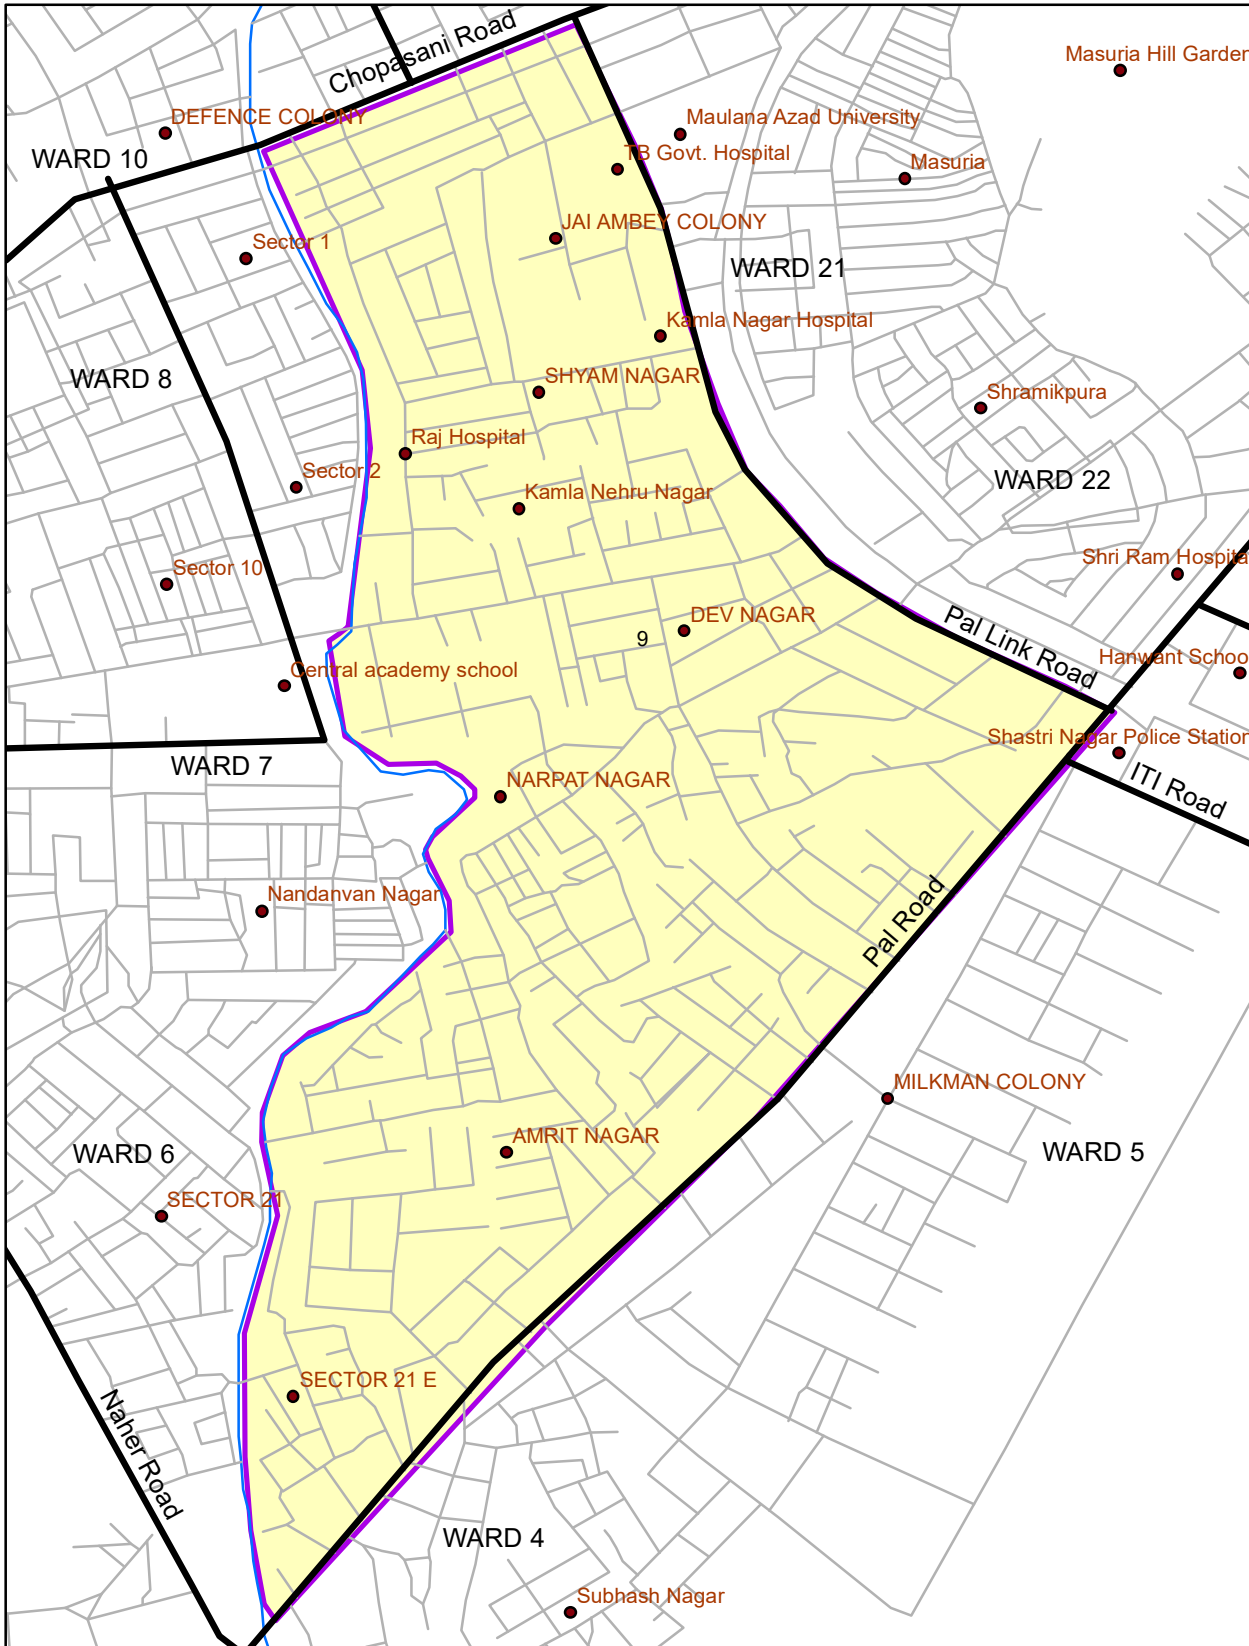 Chopasani Road
Masuria Hill Garden
DEFENCE COLONY
Maulana Azad University
WARD 10
TB Govt. Hospital
Masuria
JAI AMBEY COLONY
Sector 1
WARD 21
Kamla Nagar Hospital
WARD 8
SHYAM NAGAR
Shramikpura
Raj Hospital
Sector 2
WARD 22
Kamla Nehru Nagar
Shri Ram Hospital
Sector 10
DEV NAGAR
9
Pal Link Road
Hanwant School
Central academy school
Shastri Nagar Police Station
WARD 7
ITI Road
NARPAT NAGAR
Nandanvan Nagar
Pal Road
MILKMAN COLONY
AMRIT NAGAR
WARD 6
WARD 5
SECTOR 21
SECTOR 21 E
Naher Road
WARD 4
Subhash Nagar